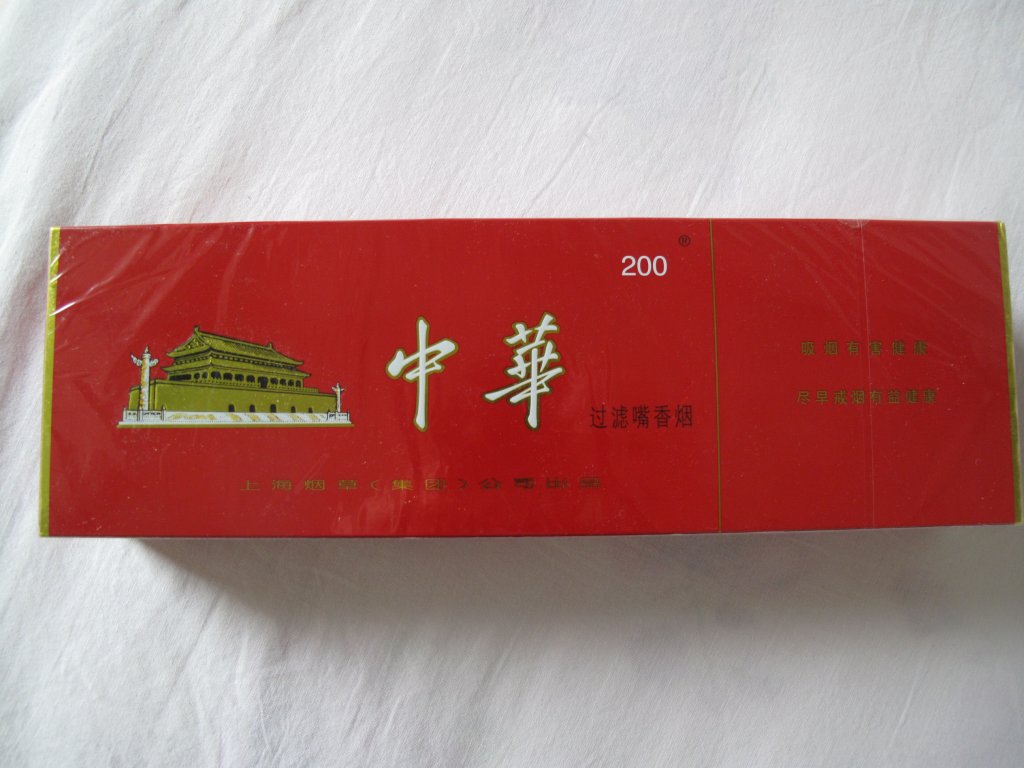 200 ®
中華
过滤嘴香烟
上海烟草(集团)公司出品
吸烟有害健康
尽早戒烟有益健康